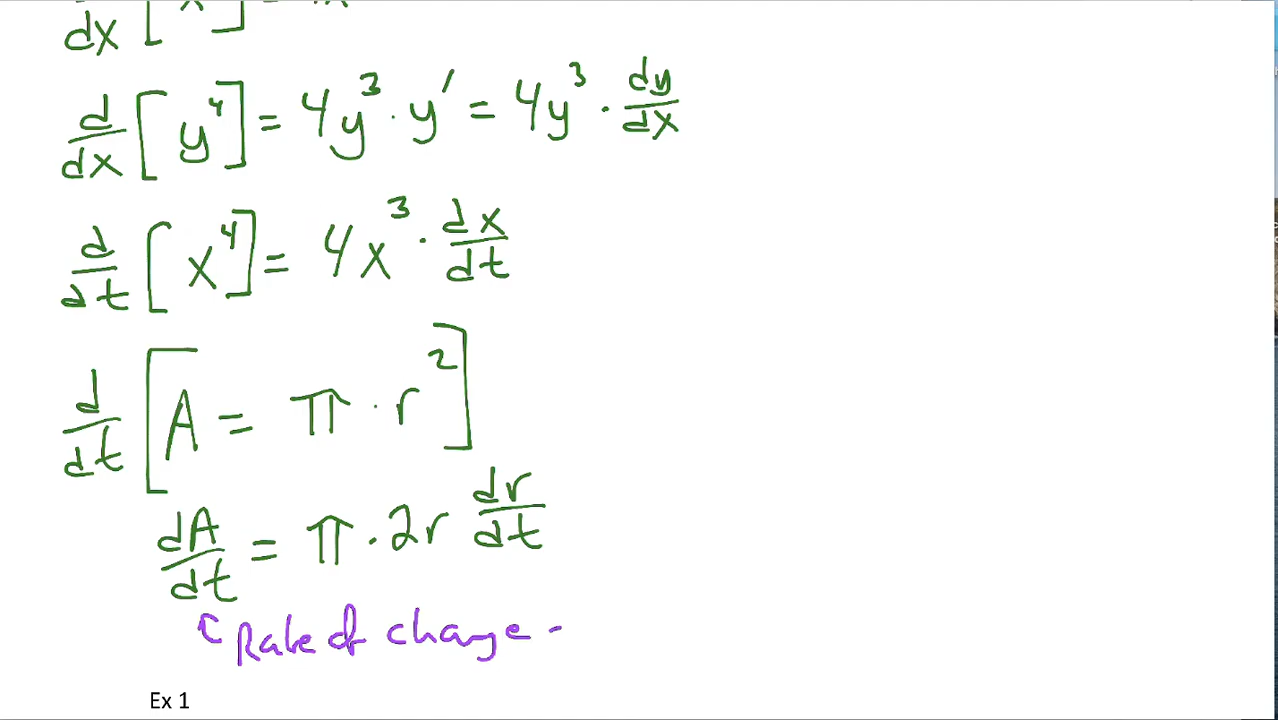 d/dx [x
d/dx [y⁴] = 4y³ · y' = 4y³ · dy/dx
d/dt [x⁴] = 4x³ · dx/dt
d/dt [A = π · r²]
dA/dt = π · 2r dr/dt
↑ Rate of change -
Ex 1